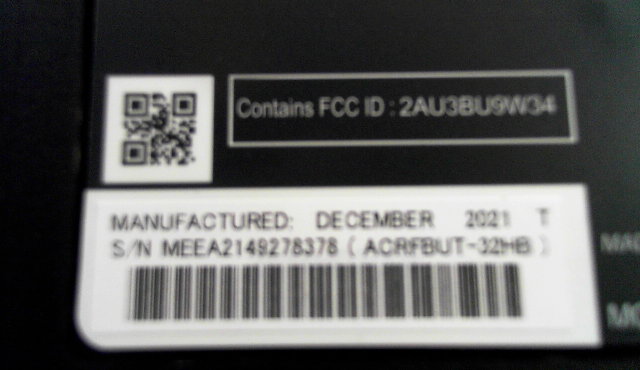 Contains FCC ID : 2AU3BU9W34
MANUFACTURED: DECEMBER 2021 T
S/N MEEA2149278378 ( ACRFBUT-32HB )